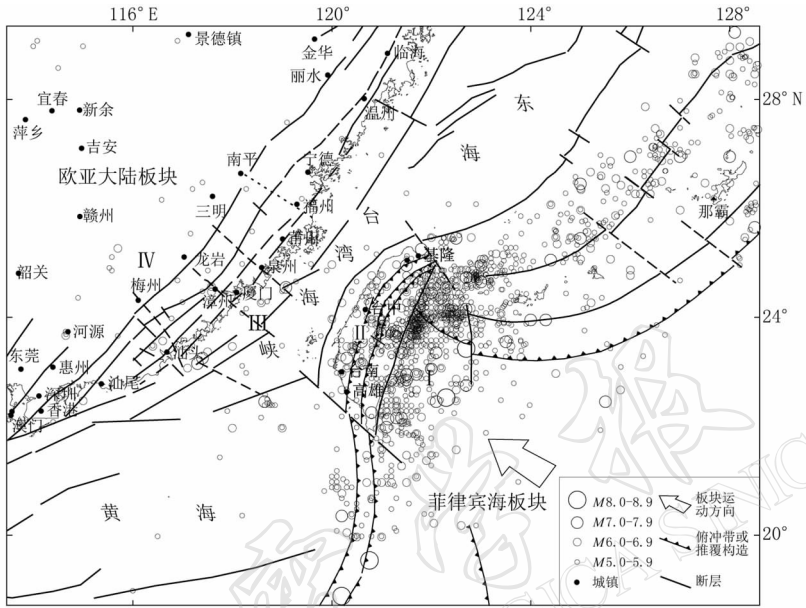 116° E
120°
124°
128°
景德镇
金华
临海
丽水
宜春
新余
温州
东
28° N
萍乡
吉安
海
南平
宁德
欧亚大陆板块
三明
福州
台
那霸
赣州
莆田
湾
基隆
Ⅳ
龙岩
泉州
韶关
梅州
海
漳州
厦门
台中
Ⅲ
Ⅱ
24°
河源
峡
汕头
东莞
惠州
台南
Ⅰ
汕尾
高雄
深圳
香港
澳门
菲律宾海板块
黄
海
20°
M8.0-8.9
M7.0-7.9
M6.0-6.9
M5.0-5.9
城镇
板块运
动方向
俯冲带或
推覆构造
断层